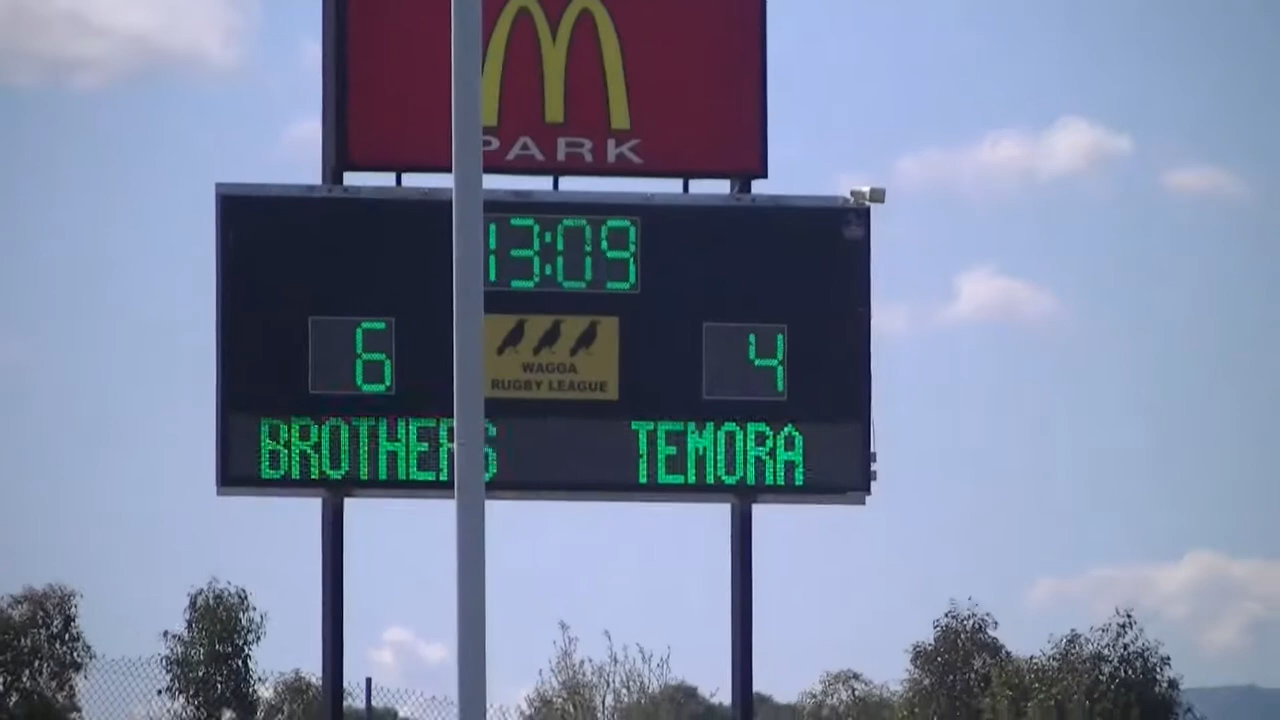 PARK
13:09
6 4
WAGGA
RUGBY LEAGUE
BROTHERS TEMORA